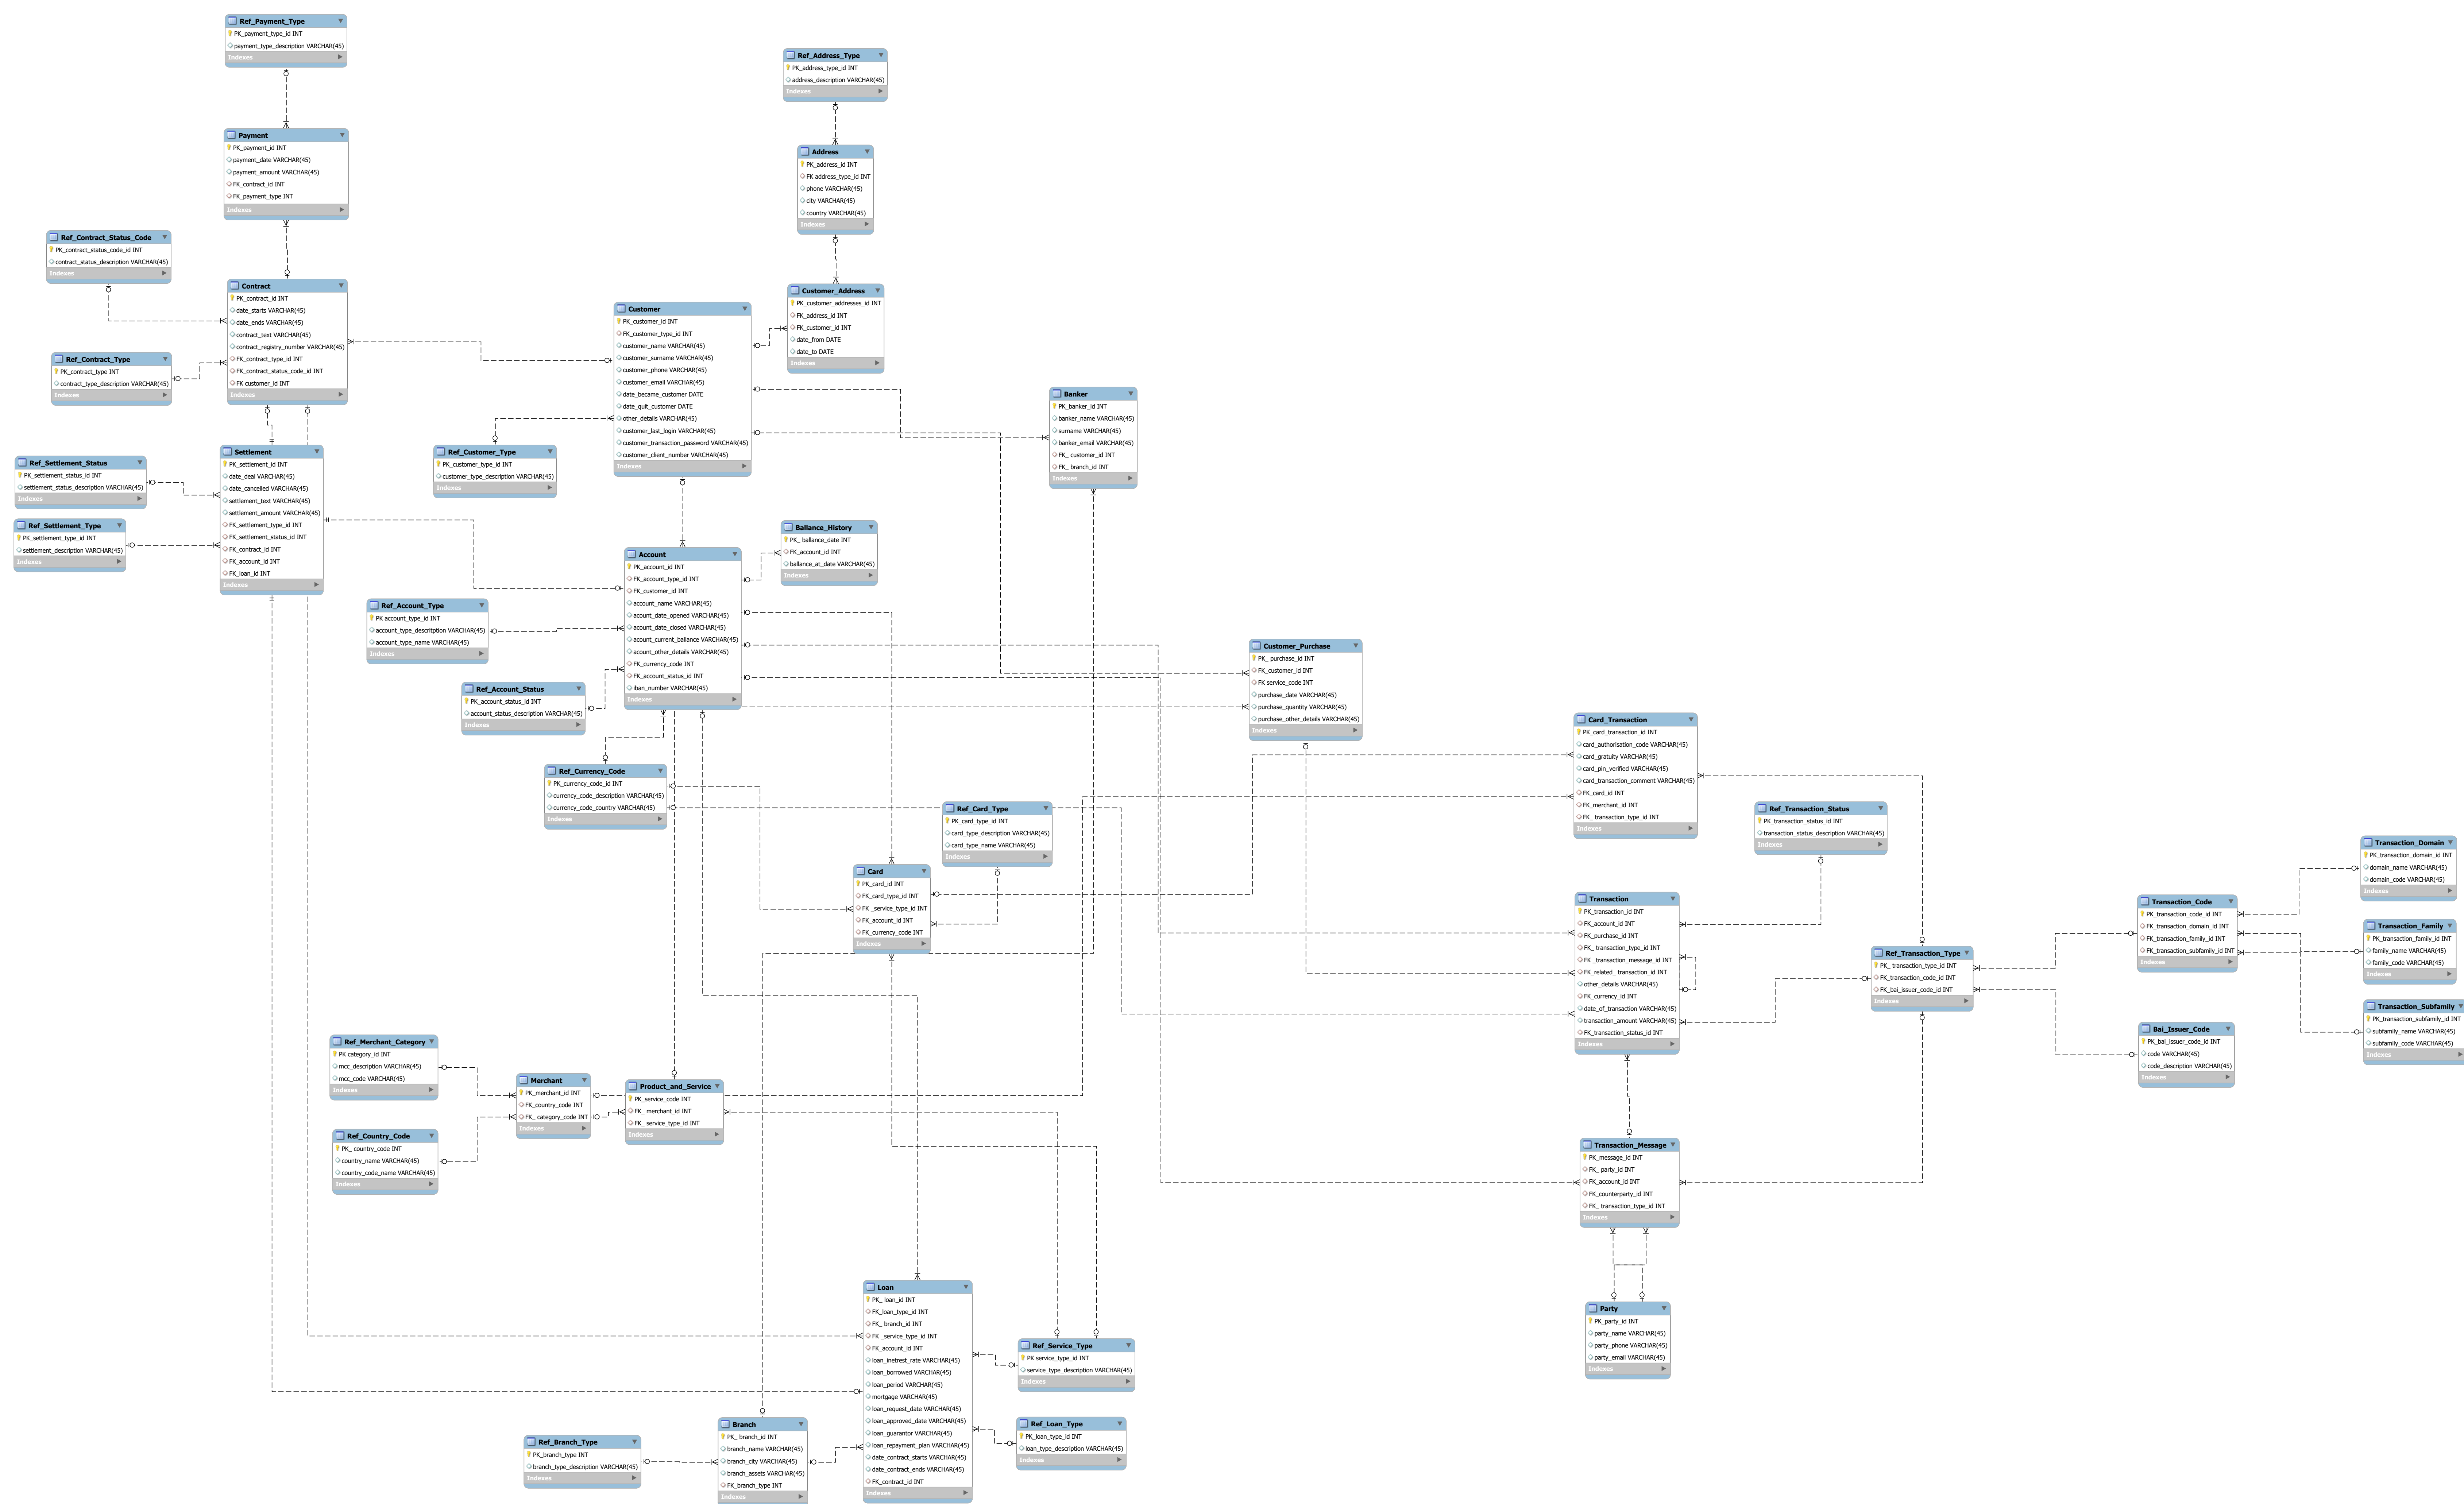 Ref_Payment_Type
PK_payment_type_id INT
payment_type_description VARCHAR(45)
Indexes
Ref_Address_Type
PK_address_type_id INT
address_description VARCHAR(45)
Indexes
Payment
PK_payment_id INT
payment_date VARCHAR(45)
payment_amount VARCHAR(45)
FK_contract_id INT
FK_payment_type INT
Indexes
Address
PK_address_id INT
FK address_type_id INT
phone VARCHAR(45)
city VARCHAR(45)
country VARCHAR(45)
Indexes
Ref_Contract_Status_Code
PK_contract_status_code_id INT
contract_status_description VARCHAR(45)
Indexes
Contract
PK_contract_id INT
date_starts VARCHAR(45)
date_ends VARCHAR(45)
contract_text VARCHAR(45)
contract_registry_number VARCHAR(45)
FK_contract_type_id INT
FK_contract_status_code_id INT
FK customer_id INT
Indexes
Customer_Address
PK_customer_addresses_id INT
FK_address_id INT
FK_customer_id INT
date_from DATE
date_to DATE
Indexes
Customer
PK_customer_id INT
FK_customer_type_id INT
customer_name VARCHAR(45)
customer_surname VARCHAR(45)
customer_phone VARCHAR(45)
customer_email VARCHAR(45)
date_became_customer DATE
date_quit_customer DATE
other_details VARCHAR(45)
customer_last_login VARCHAR(45)
customer_transaction_password VARCHAR(45)
customer_client_number VARCHAR(45)
Indexes
Ref_Contract_Type
PK_contract_type INT
contract_type_description VARCHAR(45)
Indexes
Banker
PK_banker_id INT
banker_name VARCHAR(45)
surname VARCHAR(45)
banker_email VARCHAR(45)
FK_ customer_id INT
FK_ branch_id INT
Indexes
Settlement
PK_settlement_id INT
date_deal VARCHAR(45)
date_cancelled VARCHAR(45)
settlement_text VARCHAR(45)
settlement_amount VARCHAR(45)
FK_settlement_type_id INT
FK_settlement_status_id INT
FK_contract_id INT
FK_account_id INT
FK_loan_id INT
Indexes
Ref_Customer_Type
PK_customer_type_id INT
customer_type_description VARCHAR(45)
Indexes
Ref_Settlement_Status
PK_settlement_status_id INT
settlement_status_description VARCHAR(45)
Indexes
Ref_Settlement_Type
PK_settlement_type_id INT
settlement_description VARCHAR(45)
Indexes
Ballance_History
PK_ ballance_date INT
FK_account_id INT
ballance_at_date VARCHAR(45)
Indexes
Account
PK_account_id INT
FK_account_type_id INT
FK_customer_id INT
account_name VARCHAR(45)
acount_date_opened VARCHAR(45)
acount_date_closed VARCHAR(45)
acount_current_ballance VARCHAR(45)
acount_other_details VARCHAR(45)
FK_currency_code INT
FK_account_status_id INT
iban_number VARCHAR(45)
Indexes
Ref_Account_Type
PK account_type_id INT
account_type_descritption VARCHAR(45)
account_type_name VARCHAR(45)
Indexes
Customer_Purchase
PK_ purchase_id INT
FK_customer_id INT
FK service_code INT
purchase_date VARCHAR(45)
purchase_quantity VARCHAR(45)
purchase_other_details VARCHAR(45)
Indexes
Ref_Account_Status
PK_account_status_id INT
account_status_description VARCHAR(45)
Indexes
Card_Transaction
PK_card_transaction_id INT
card_authorisation_code VARCHAR(45)
card_gratuity VARCHAR(45)
card_pin_verified VARCHAR(45)
card_transaction_comment VARCHAR(45)
FK_card_id INT
FK_merchant_id INT
FK_ transaction_type_id INT
Indexes
Ref_Currency_Code
PK_currency_code_id INT
currency_code_description VARCHAR(45)
currency_code_country VARCHAR(45)
Indexes
Ref_Card_Type
PK_card_type_id INT
card_type_description VARCHAR(45)
card_type_name VARCHAR(45)
Indexes
Ref_Transaction_Status
PK_transaction_status_id INT
transaction_status_description VARCHAR(45)
Indexes
Transaction_Domain
PK_transaction_domain_id INT
domain_name VARCHAR(45)
domain_code VARCHAR(45)
Indexes
Card
PK_card_id INT
FK_card_type_id INT
FK _service_type_id INT
FK_account_id INT
FK_currency_code INT
Indexes
Transaction
PK_transaction_id INT
FK_account_id INT
FK_purchase_id INT
FK_ transaction_type_id INT
FK _transaction_message_id INT
FK_related_ transaction_id INT
other_details VARCHAR(45)
FK_currency_id INT
date_of_transaction VARCHAR(45)
transaction_amount VARCHAR(45)
FK_transaction_status_id INT
Indexes
Transaction_Code
PK_transaction_code_id INT
FK_transaction_domain_id INT
FK_transaction_family_id INT
FK_transaction_subfamily_id INT
Indexes
Transaction_Family
PK_transaction_family_id INT
family_name VARCHAR(45)
family_code VARCHAR(45)
Indexes
Ref_Transaction_Type
PK_ transaction_type_id INT
FK_transaction_code_id INT
FK_bai_issuer_code_id INT
Indexes
Transaction_Subfamily
PK_transaction_subfamily_id INT
subfamily_name VARCHAR(45)
subfamily_code VARCHAR(45)
Indexes
Bai_Issuer_Code
PK_bai_issuer_code_id INT
code VARCHAR(45)
code_description VARCHAR(45)
Indexes
Ref_Merchant_Category
PK category_id INT
mcc_description VARCHAR(45)
mcc_code VARCHAR(45)
Indexes
Merchant
PK_merchant_id INT
FK_country_code INT
FK_ category_code INT
Indexes
Product_and_Service
PK_service_code INT
FK_ merchant_id INT
FK_ service_type_id INT
Indexes
Ref_Country_Code
PK_ country_code INT
country_name VARCHAR(45)
country_code_name VARCHAR(45)
Indexes
Transaction_Message
PK_message_id INT
FK_ party_id INT
FK_account_id INT
FK_counterparty_id INT
FK_ transaction_type_id INT
Indexes
Loan
PK_ loan_id INT
FK_loan_type_id INT
FK_ branch_id INT
FK _service_type_id INT
FK_account_id INT
loan_inetrest_rate VARCHAR(45)
loan_borrowed VARCHAR(45)
loan_period VARCHAR(45)
mortgage VARCHAR(45)
loan_request_date VARCHAR(45)
loan_approved_date VARCHAR(45)
loan_guarantor VARCHAR(45)
loan_repayment_plan VARCHAR(45)
date_contract_starts VARCHAR(45)
date_contract_ends VARCHAR(45)
FK_contract_id INT
Indexes
Party
PK_party_id INT
party_name VARCHAR(45)
party_phone VARCHAR(45)
party_email VARCHAR(45)
Indexes
Ref_Service_Type
PK service_type_id INT
service_type_description VARCHAR(45)
Indexes
Ref_Loan_Type
PK_loan_type_id INT
loan_type_description VARCHAR(45)
Indexes
Branch
PK_ branch_id INT
branch_name VARCHAR(45)
branch_city VARCHAR(45)
branch_assets VARCHAR(45)
FK_branch_type INT
Indexes
Ref_Branch_Type
PK_branch_type INT
branch_type_description VARCHAR(45)
Indexes